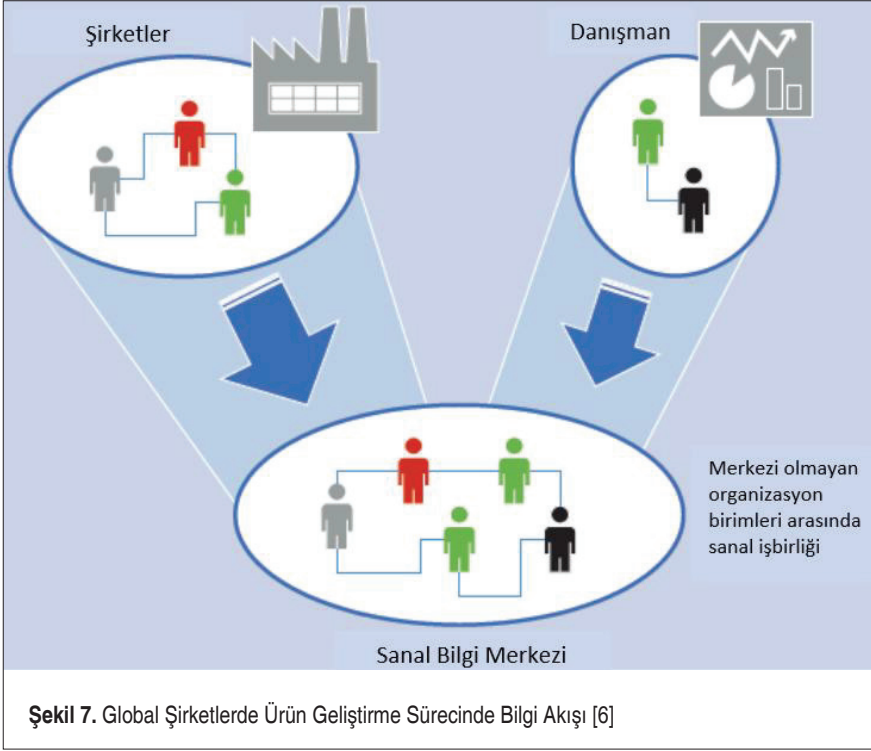 Şirketler
Danışman
Merkezi olmayan
organizasyon
birimleri arasında
sanal işbirliği
Sanal Bilgi Merkezi
Şekil 7. Global Şirketlerde Ürün Geliştirme Sürecinde Bilgi Akışı [6]